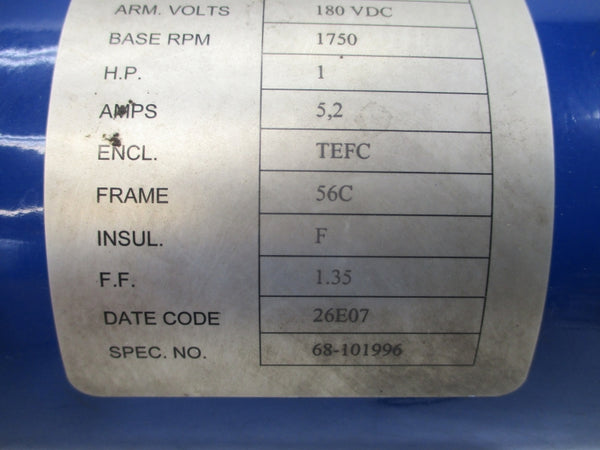 ARM. VOLTS 180 VDC
BASE RPM 1750
H.P. 1
AMPS 5,2
ENCL. TEFC
FRAME 56C
INSUL. F
F.F. 1.35
DATE CODE 26E07
SPEC. NO. 68-101996